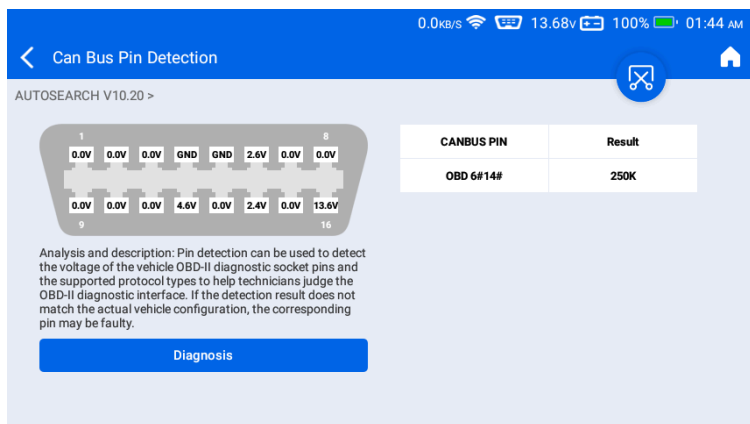 0.0KB/S 13.68V 100% 01:44 AM
Can Bus Pin Detection
AUTOSEARCH V10.20 >
1 8
0.0V 0.0V 0.0V GND GND 2.6V 0.0V 0.0V
0.0V 0.0V 0.0V 4.6V 0.0V 2.4V 0.0V 13.6V
9 16
CANBUS PIN Result
OBD 6#14# 250K
Analysis and description: Pin detection can be used to detect
the voltage of the vehicle OBD-II diagnostic socket pins and
the supported protocol types to help technicians judge the
OBD-II diagnostic interface. If the detection result does not
match the actual vehicle configuration, the corresponding
pin may be faulty.
Diagnosis